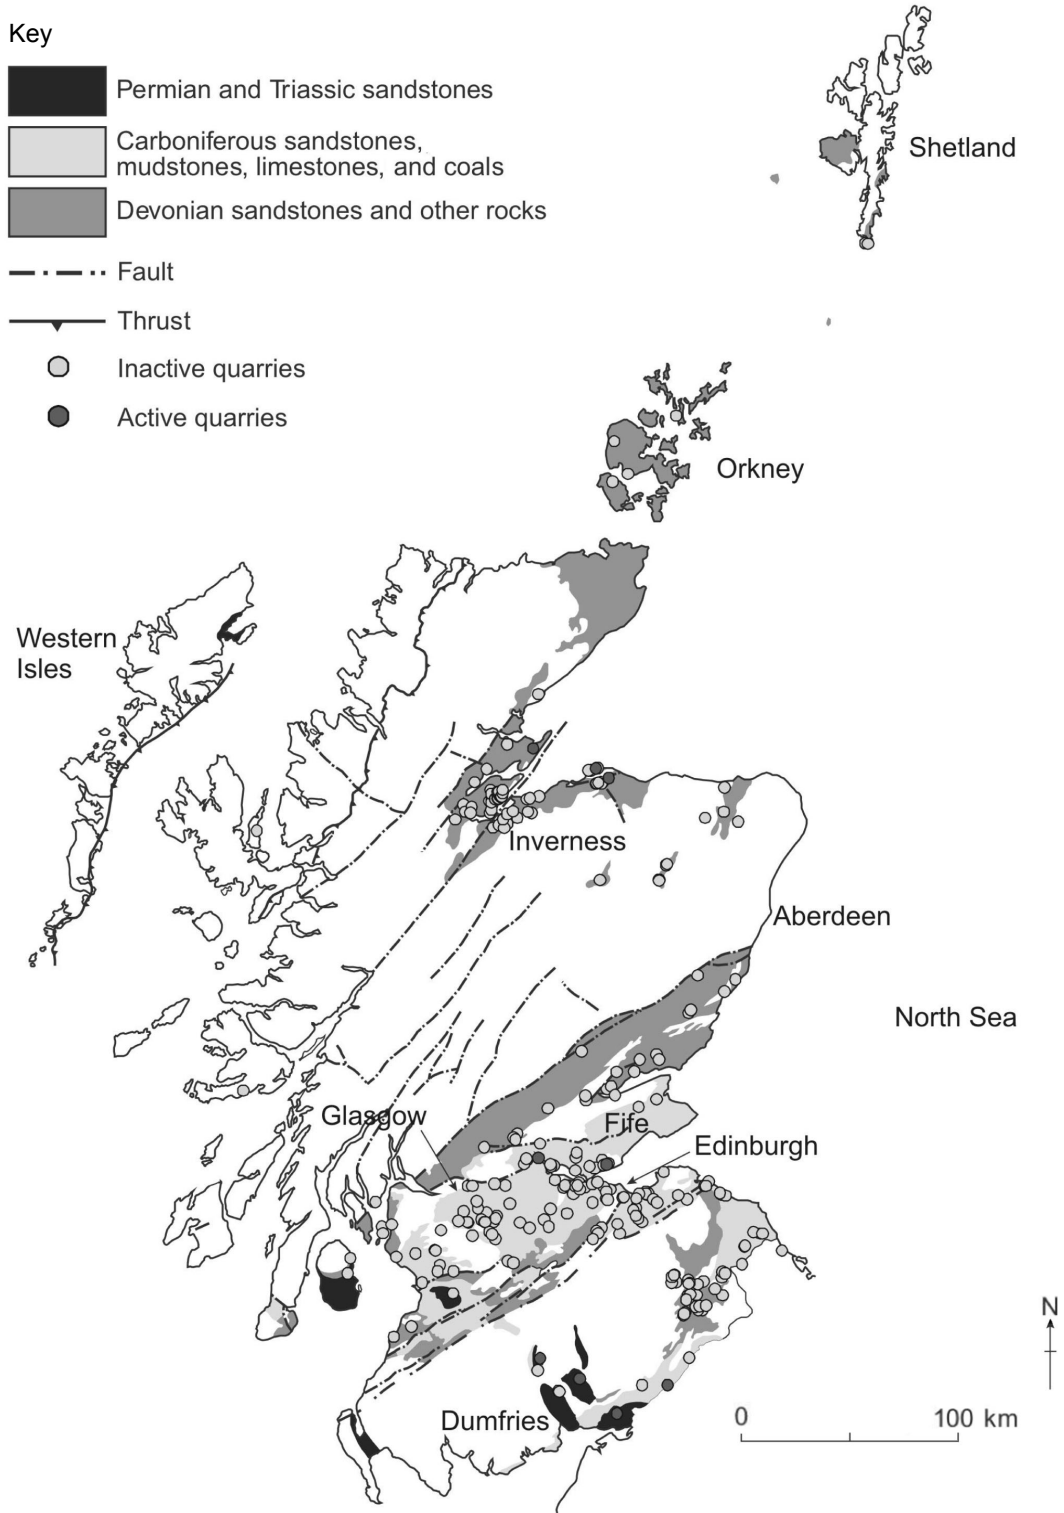 Key
Permian and Triassic sandstones
Carboniferous sandstones,
mudstones, limestones, and coals
Devonian sandstones and other rocks
Fault
Thrust
Inactive quarries
Active quarries
Shetland
Orkney
Western
Isles
Inverness
Aberdeen
North Sea
Glasgow
Fife
Edinburgh
N
Dumfries
0 100 km